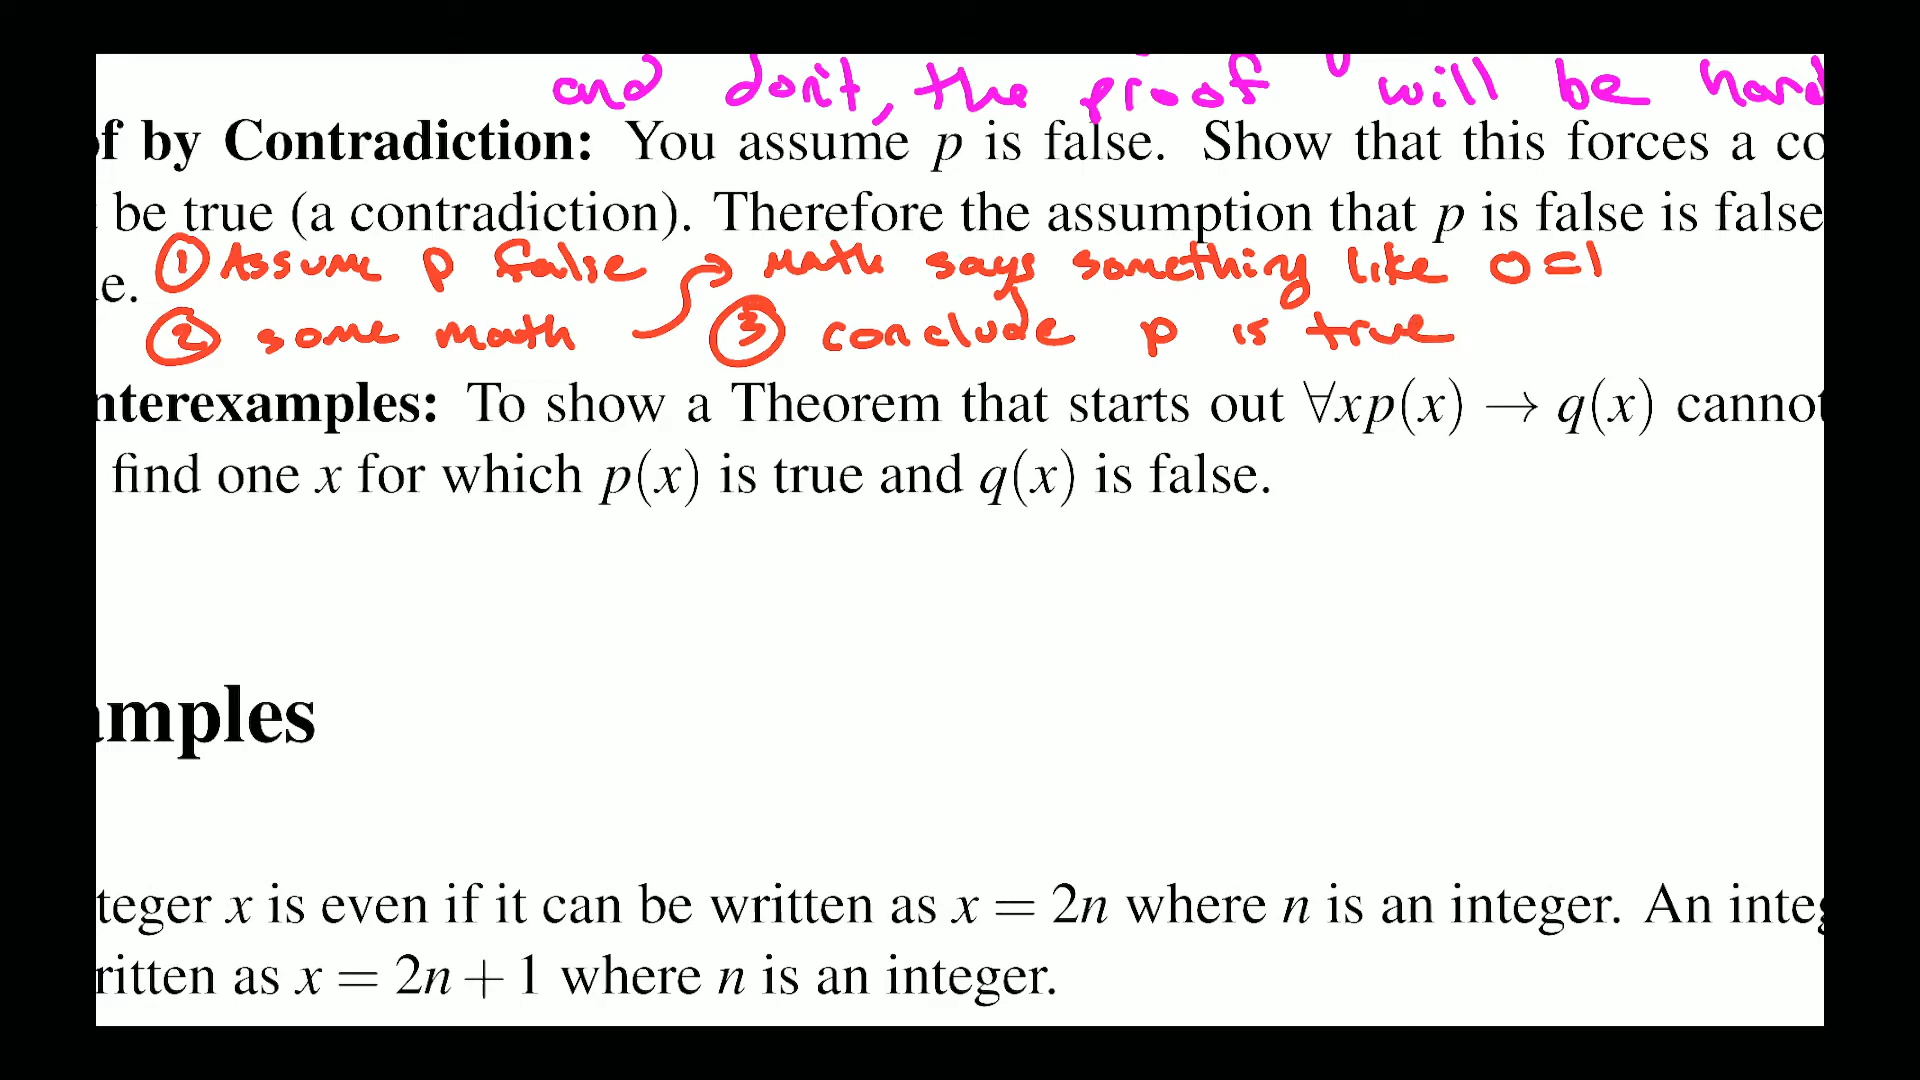 and don't, the proof will be hard
f by Contradiction: You assume p is false. Show that this forces a co
be true (a contradiction). Therefore the assumption that p is false is false
e. ① Assume p false → math says something like 0=1
② some math ③ conclude p is true
nterexamples: To show a Theorem that starts out ∀xp(x) → q(x) cannot
find one x for which p(x) is true and q(x) is false.
amples
teger x is even if it can be written as x = 2n where n is an integer. An integ
ritten as x = 2n + 1 where n is an integer.